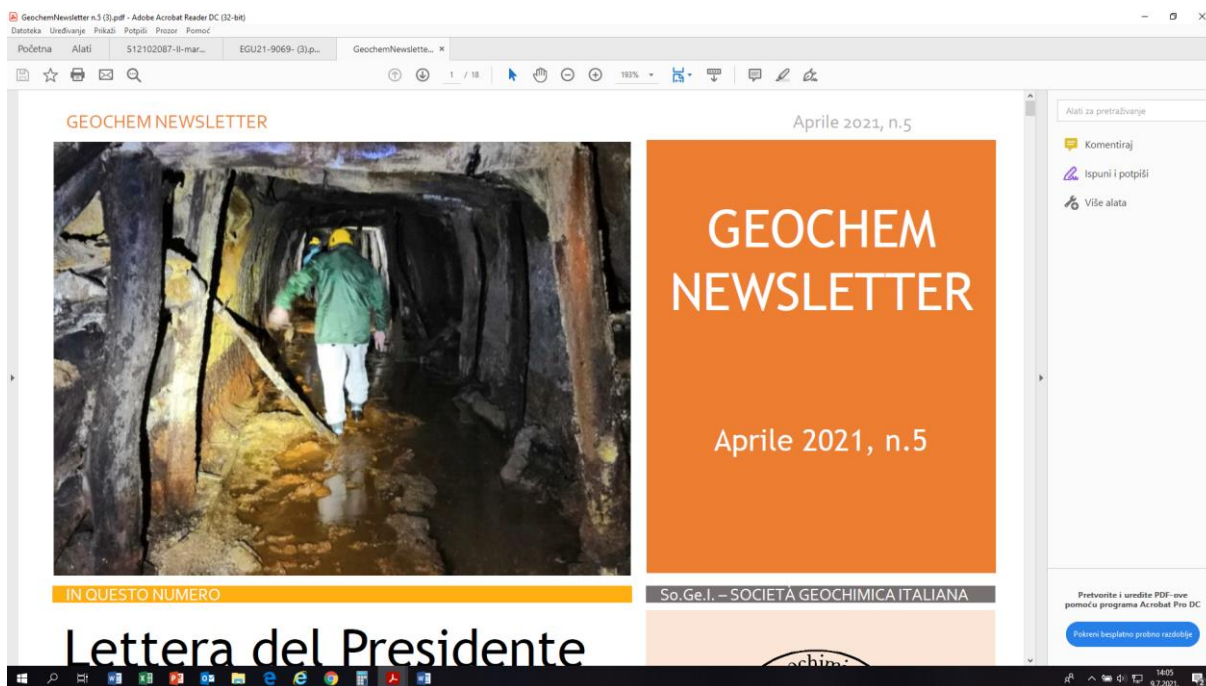 GeochemNewsletter n.5 (3).pdf - Adobe Acrobat Reader DC (32-bit)
Datoteka Uređivanje Pokaži Potpiši Prozor Pomoć
Početna Alati 512102087-II-mar... EGU21-9069- (3).p... GeochemNewslette... ×
1 / 18 193%
GEOCHEM NEWSLETTER
Aprile 2021, n.5
GEOCHEM
NEWSLETTER
Aprile 2021, n.5
IN QUESTO NUMERO
So.Ge.I. – SOCIETÀ GEOCHIMICA ITALIANA
Lettera del Presidente
ochimi
Alati za pretraživanje
Komentiraj
Ispuni i potpiši
Više alata
Pretvorite i uredite PDF-ove
pomoću programa Acrobat Pro DC
Pokreni besplatno probno razdoblje
14:05
9.7.2021.